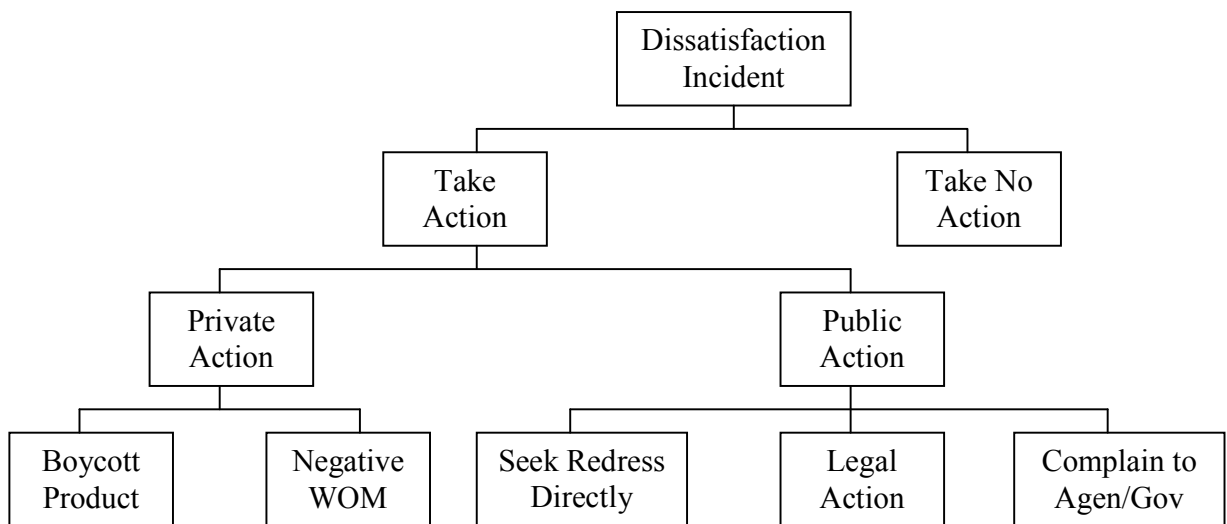 Dissatisfaction
Incident
Take
Action
Take No
Action
Private
Action
Public
Action
Boycott
Product
Negative
WOM
Seek Redress
Directly
Legal
Action
Complain to
Agen/Gov